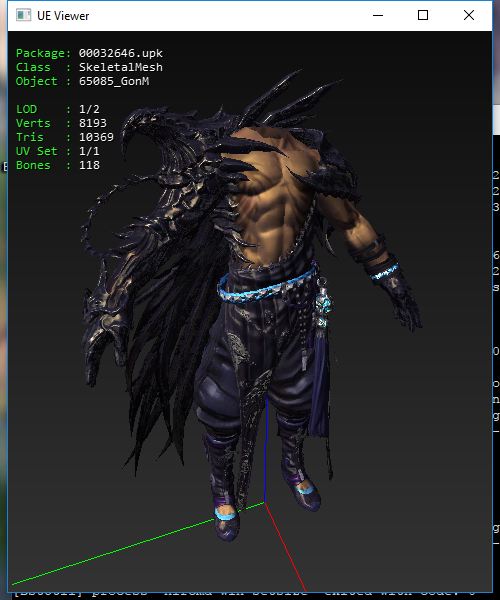 UE Viewer
Package: 00032646.upk
Class : SkeletalMesh
Object : 65085_GonM
LOD : 1/2
Verts : 8193
Tris : 10369
UV Set : 1/1
Bones : 118